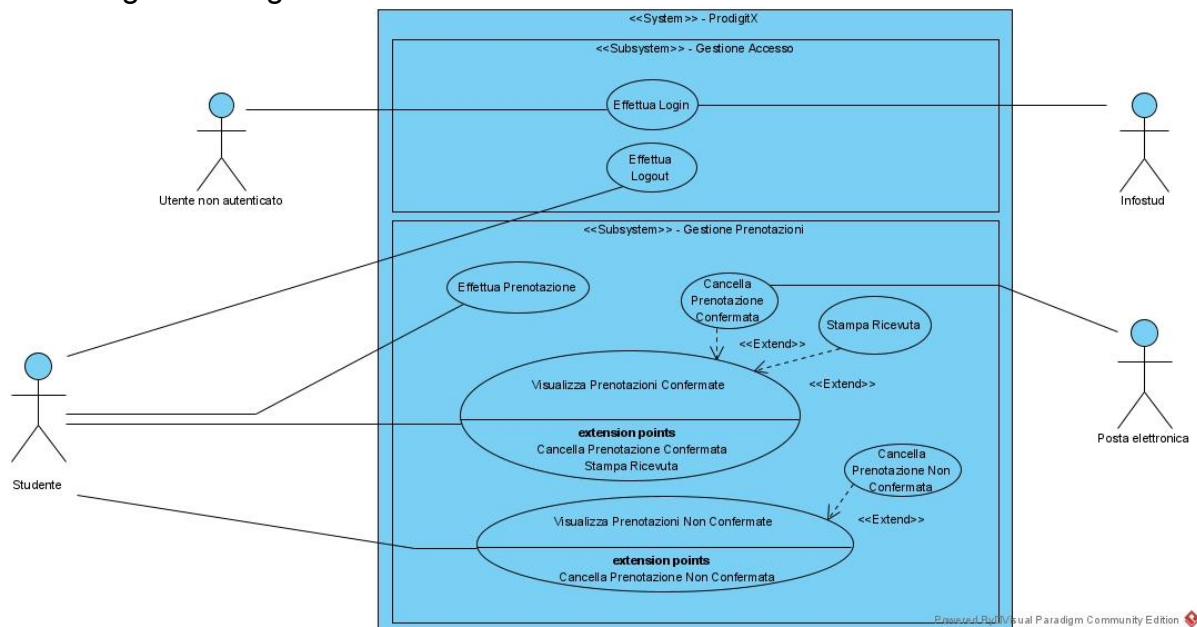 <<System>> - ProdigitX
<<Subsystem>> - Gestione Accesso
Effettua Login
Utente non autenticato
Infostud
Effettua
Logout
<<Subsystem>> - Gestione Prenotazioni
Effettua Prenotazione
Cancella
Prenotazione
Confermata
Stampa Ricevuta
<<Extend>>
<<Extend>>
Visualizza Prenotazioni Confermate
extension points
Cancella Prenotazione Confermata
Stampa Ricevuta
Studente
Posta elettronica
Cancella
Prenotazione Non
Confermata
<<Extend>>
Visualizza Prenotazioni Non Confermate
extension points
Cancella Prenotazione Non Confermata
Visual Paradigm Community Edition